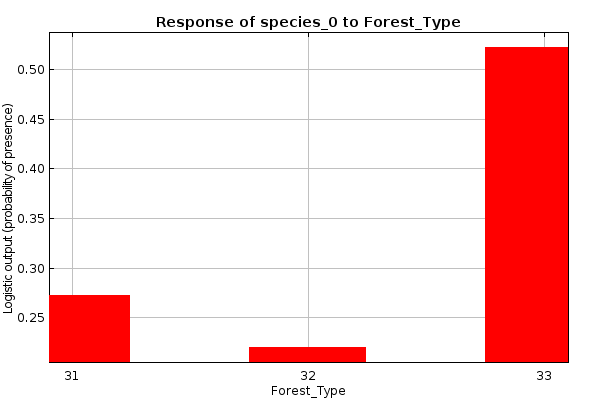 Response of species_0 to Forest_Type
Logistic output (probability of presence)
0.50
0.45
0.40
0.35
0.30
0.25
31 32 33
Forest_Type